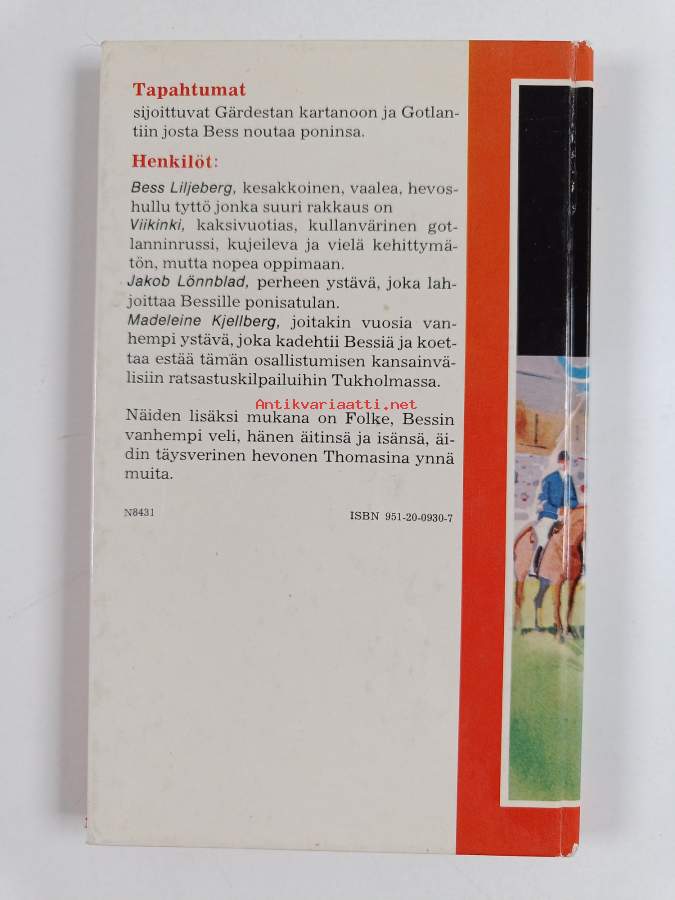 Tapahtumat
sijoittuvat Gärdestan kartanoon ja Gotlan-
tiin josta Bess noutaa poninsa.
Henkilöt:
Bess Liljeberg, kesakkoinen, vaalea, hevos-
hullu tyttö jonka suuri rakkaus on
Viikinki, kaksivuotias, kullanvärinen got-
lanninrussi, kujeileva ja vielä kehittymä-
tön, mutta nopea oppimaan.
Jakob Lönnblad, perheen ystävä, joka lah-
joittaa Bessille ponisatulan.
Madeleine Kjellberg, joitakin vuosia van-
hempi ystävä, joka kadehtii Bessiä ja koet-
taa estää tämän osallistumisen kansainvä-
lisiin ratsastuskilpailuihin Tukholmassa.
Antikvariaatti.net
Näiden lisäksi mukana on Folke, Bessin
vanhempi veli, hänen äitinsä ja isänsä, äi-
din täysverinen hevonen Thomasina ynnä
muita.
N8431 ISBN 951-20-0930-7